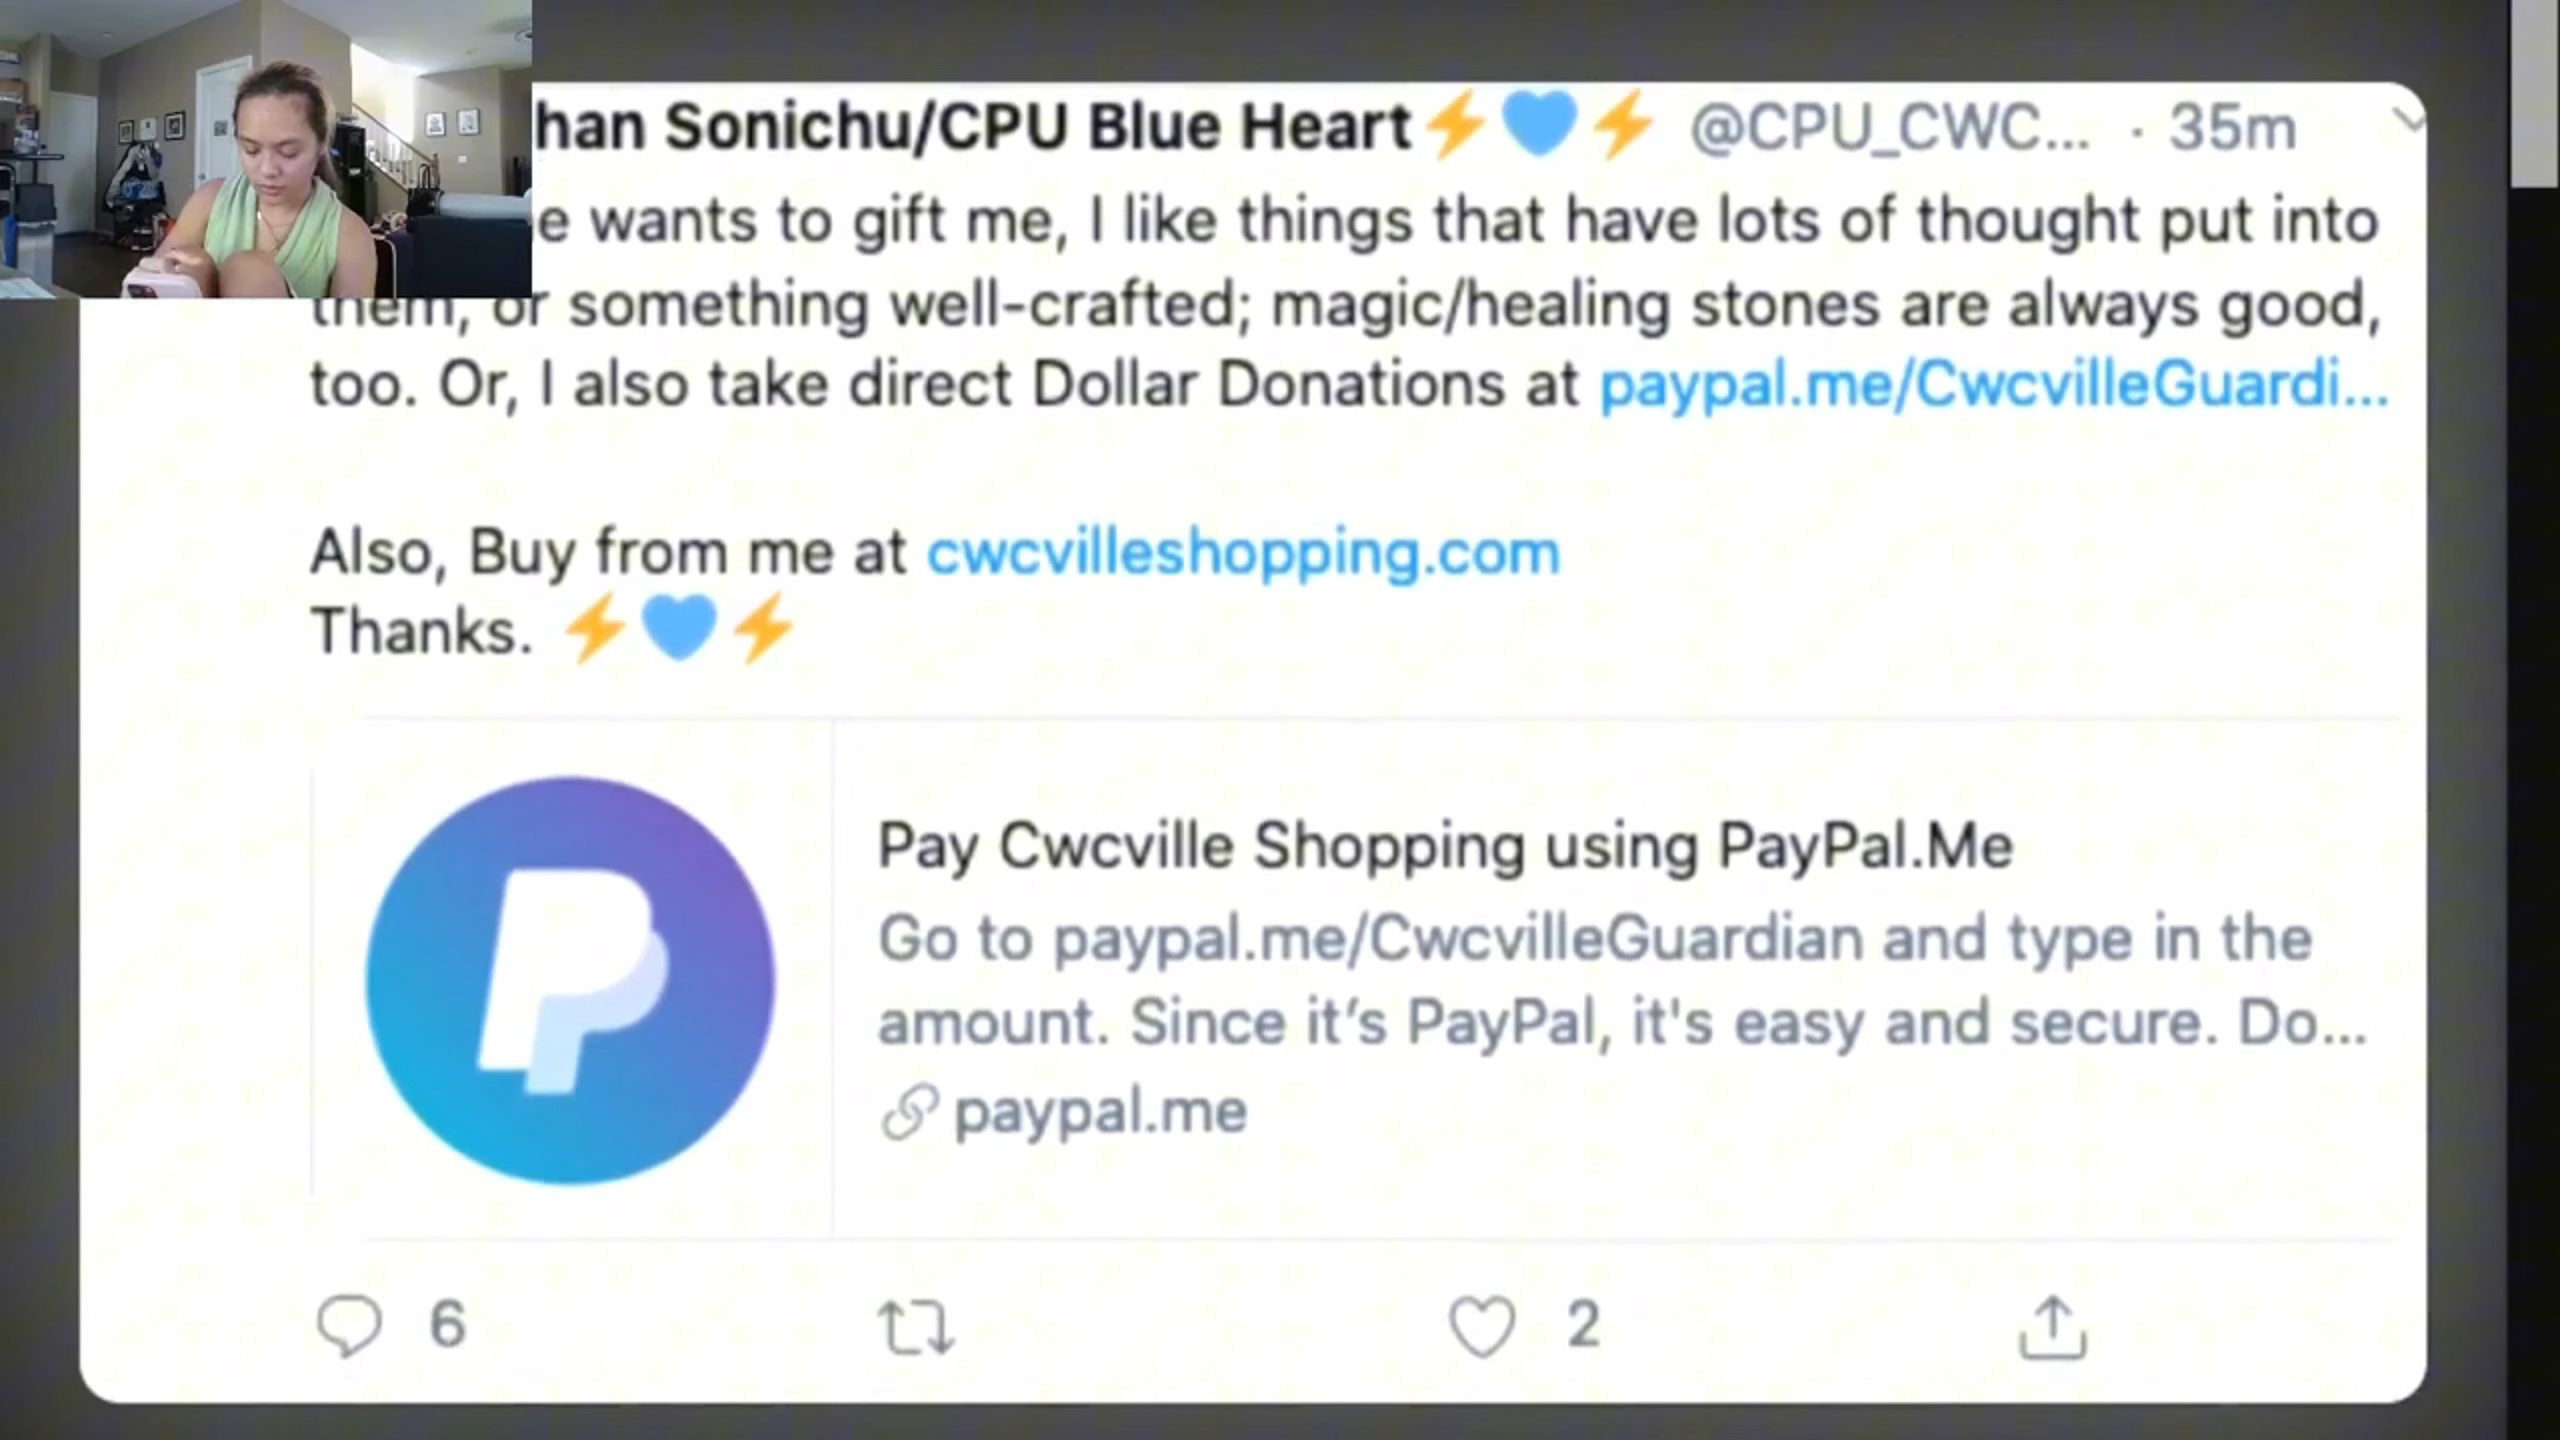 han Sonichu/CPU Blue Heart⚡💙⚡ @CPU_CWC... · 35m
e wants to gift me, I like things that have lots of thought put into
them, or something well-crafted; magic/healing stones are always good,
too. Or, I also take direct Dollar Donations at paypal.me/CwcvilleGuardi...
Also, Buy from me at cwcvilleshopping.com
Thanks. ⚡💙⚡
Pay Cwcville Shopping using PayPal.Me
Go to paypal.me/CwcvilleGuardian and type in the
amount. Since it’s PayPal, it's easy and secure. Do...
paypal.me
6
2